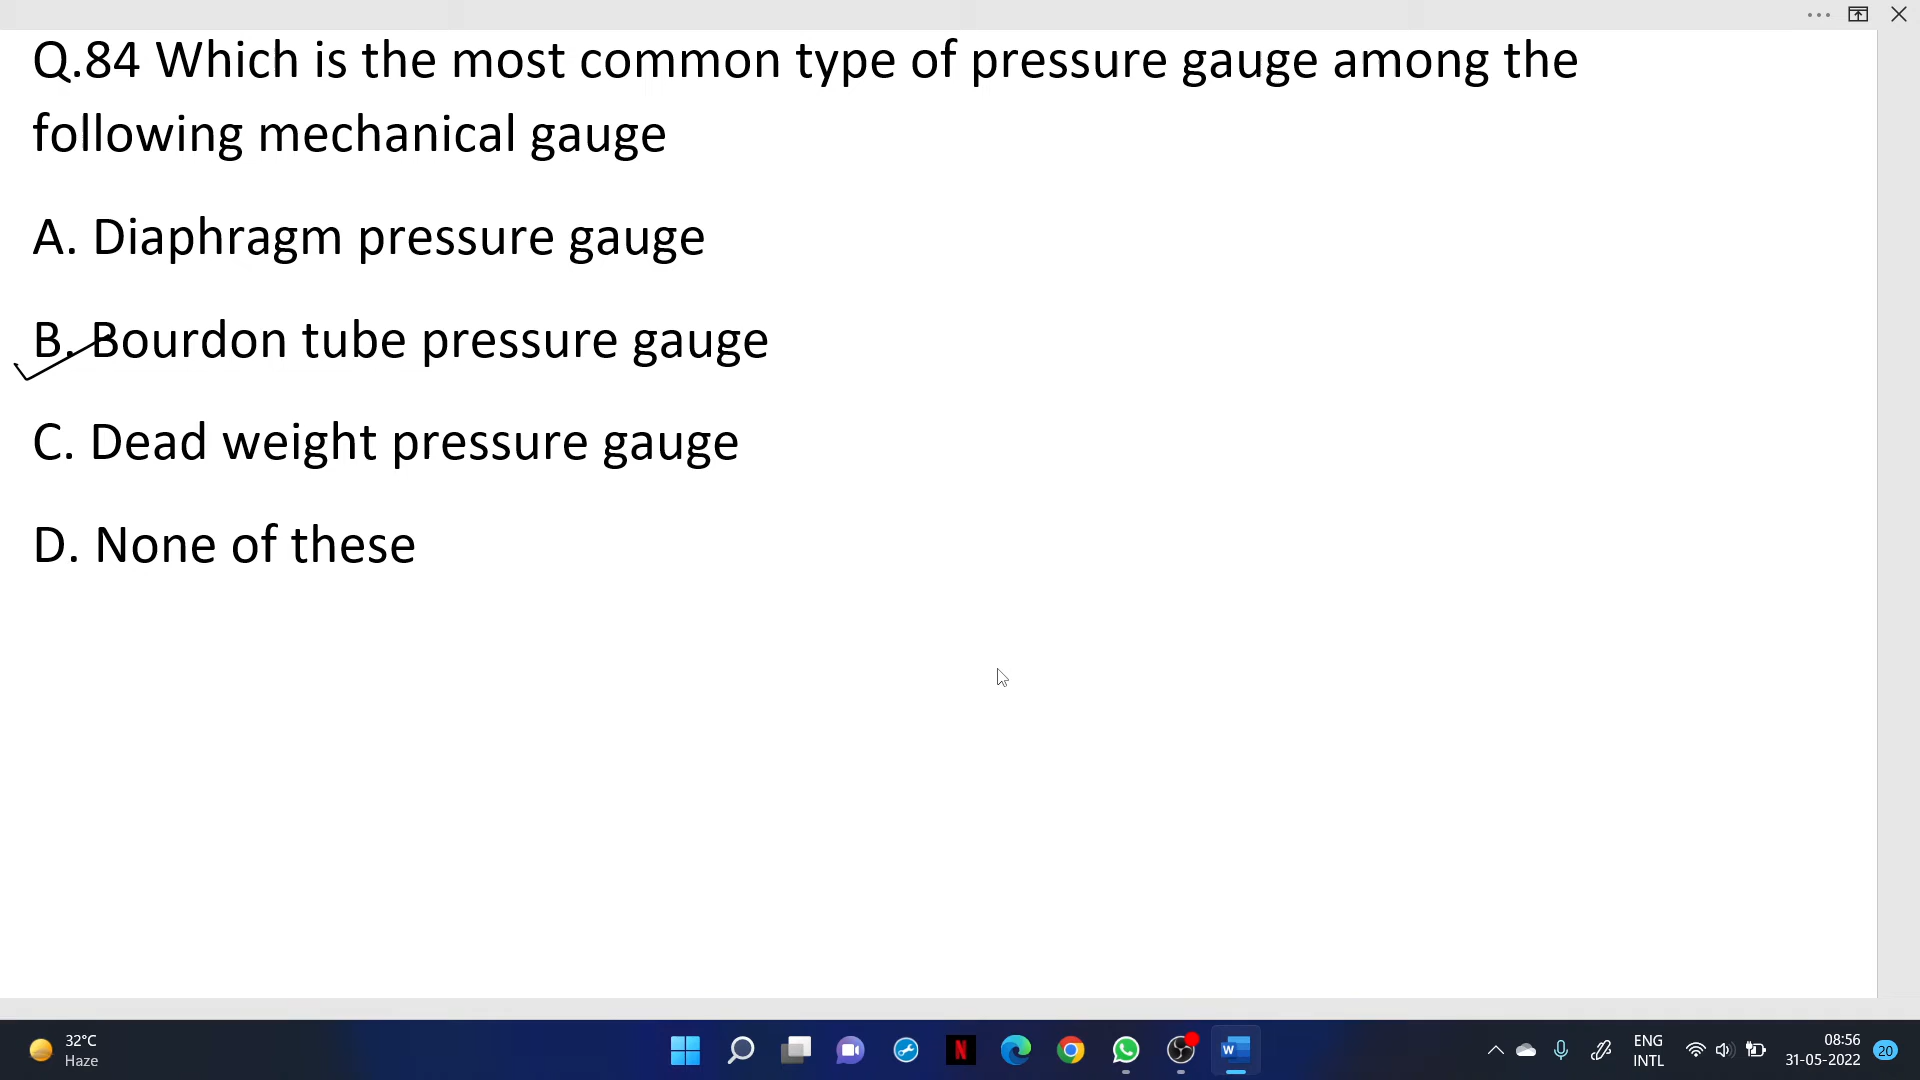 Q.84 Which is the most common type of pressure gauge among the
following mechanical gauge
A. Diaphragm pressure gauge
B. Bourdon tube pressure gauge
C. Dead weight pressure gauge
D. None of these
32°C
Haze
N
W
ENG
INTL
08:56
31-05-2022
20